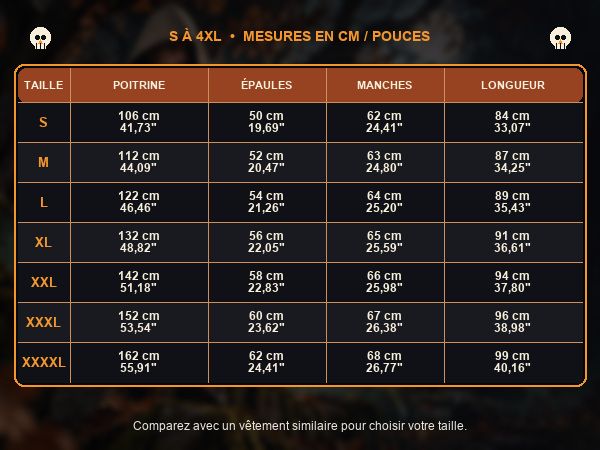 S À 4XL • MESURES EN CM / POUCES
TAILLE POITRINE ÉPAULES MANCHES LONGUEUR
S 106 cm 50 cm 62 cm 84 cm
41,73" 19,69" 24,41" 33,07"
M 112 cm 52 cm 63 cm 87 cm
44,09" 20,47" 24,80" 34,25"
L 122 cm 54 cm 64 cm 89 cm
46,46" 21,26" 25,20" 35,43"
XL 132 cm 56 cm 65 cm 91 cm
48,82" 22,05" 25,59" 36,61"
XXL 142 cm 58 cm 66 cm 94 cm
51,18" 22,83" 25,98" 37,80"
XXXL 152 cm 60 cm 67 cm 96 cm
53,54" 23,62" 26,38" 38,98"
XXXXL 162 cm 62 cm 68 cm 99 cm
55,91" 24,41" 26,77" 40,16"
Comparez avec un vêtement similaire pour choisir votre taille.